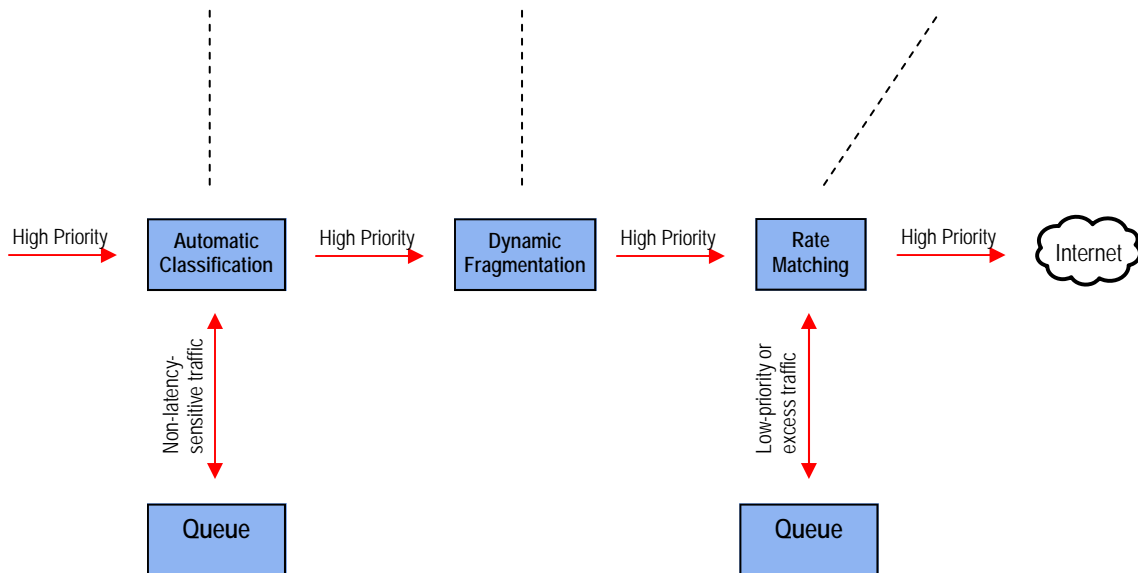 High Priority
Automatic
Classification
High Priority
Dynamic
Fragmentation
High Priority
Rate
Matching
High Priority
Internet
Non-latency-
sensitive traffic
Low-priority or
excess traffic
Queue
Queue